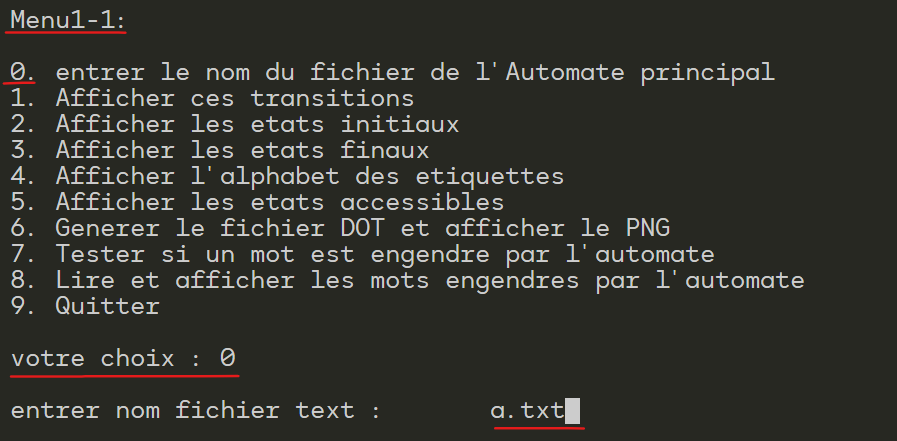 Menu1-1:
0. entrer le nom du fichier de l'Automate principal
1. Afficher ces transitions
2. Afficher les etats initiaux
3. Afficher les etats finaux
4. Afficher l'alphabet des etiquettes
5. Afficher les etats accessibles
6. Generer le fichier DOT et afficher le PNG
7. Tester si un mot est engendre par l'automate
8. Lire et afficher les mots engendres par l'automate
9. Quitter
votre choix : 0
entrer nom fichier text : a.txt